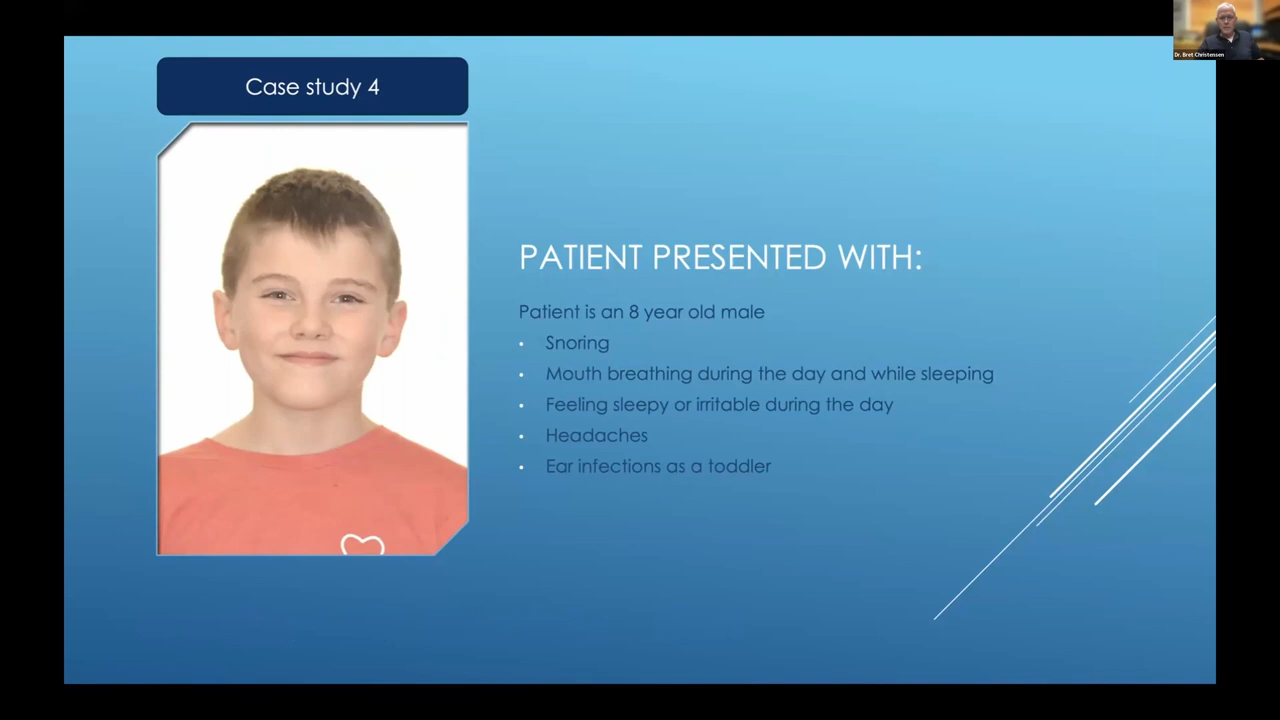 Dr. Bret Christensen
Case study 4
PATIENT PRESENTED WITH:
Patient is an 8 year old male
• Snoring
• Mouth breathing during the day and while sleeping
• Feeling sleepy or irritable during the day
• Headaches
• Ear infections as a toddler